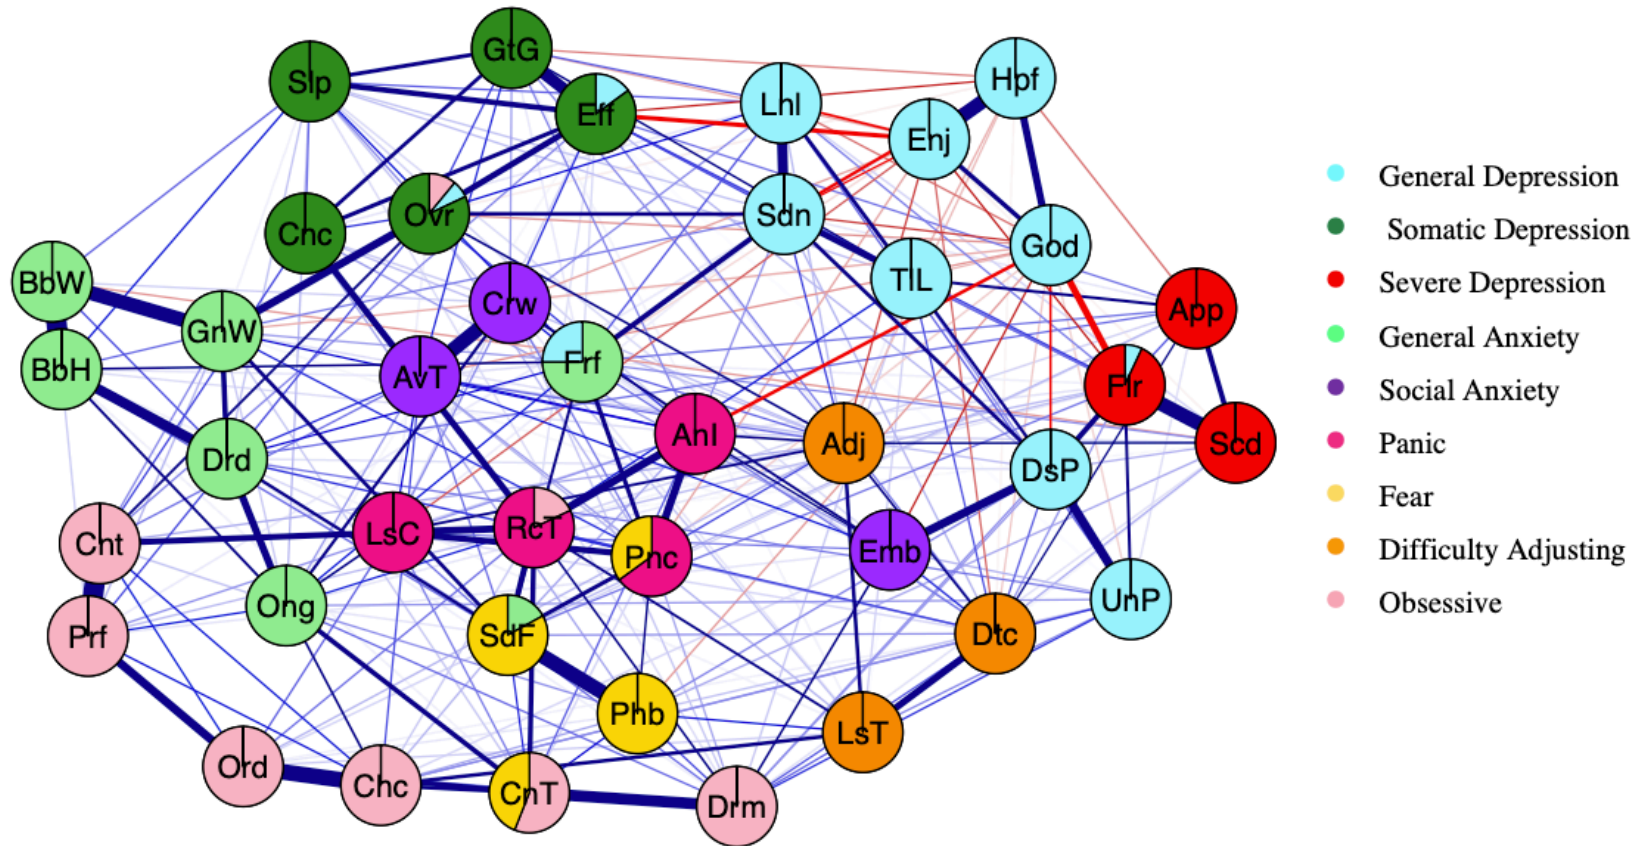 GtG
Slp
Hpf
Lhl
Eff
Enj
General Depression
Ovr
Sdn
Chc
Somatic Depression
God
BbW
TlL
Severe Depression
Crw
App
GnW
General Anxiety
Frf
BbH
AvT
Flr
Social Anxiety
AhI
Adj
Scd
Panic
Drd
DsP
Fear
RcT
LsC
Cht
Emb
Pnc
Difficulty Adjusting
UnP
Ong
Obsessive
Prf
SdF
Dtc
Phb
LsT
Ord
Chc
CnT
Drm